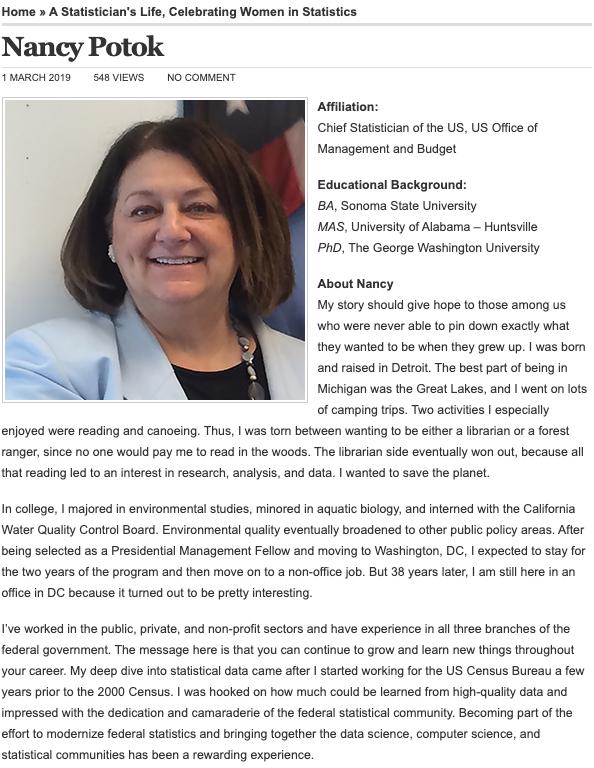 Home » A Statistician's Life, Celebrating Women in Statistics
Nancy Potok
1 MARCH 2019 548 VIEWS NO COMMENT
Affiliation:
Chief Statistician of the US, US Office of
Management and Budget
Educational Background:
BA, Sonoma State University
MAS, University of Alabama – Huntsville
PhD, The George Washington University
About Nancy
My story should give hope to those among us
who were never able to pin down exactly what
they wanted to be when they grew up. I was born
and raised in Detroit. The best part of being in
Michigan was the Great Lakes, and I went on lots
of camping trips. Two activities I especially
enjoyed were reading and canoeing. Thus, I was torn between wanting to be either a librarian or a forest
ranger, since no one would pay me to read in the woods. The librarian side eventually won out, because all
that reading led to an interest in research, analysis, and data. I wanted to save the planet.
In college, I majored in environmental studies, minored in aquatic biology, and interned with the California
Water Quality Control Board. Environmental quality eventually broadened to other public policy areas. After
being selected as a Presidential Management Fellow and moving to Washington, DC, I expected to stay for
the two years of the program and then move on to a non-office job. But 38 years later, I am still here in an
office in DC because it turned out to be pretty interesting.
I've worked in the public, private, and non-profit sectors and have experience in all three branches of the
federal government. The message here is that you can continue to grow and learn new things throughout
your career. My deep dive into statistical data came after I started working for the US Census Bureau a few
years prior to the 2000 Census. I was hooked on how much could be learned from high-quality data and
impressed with the dedication and camaraderie of the federal statistical community. Becoming part of the
effort to modernize federal statistics and bringing together the data science, computer science, and
statistical communities has been a rewarding experience.